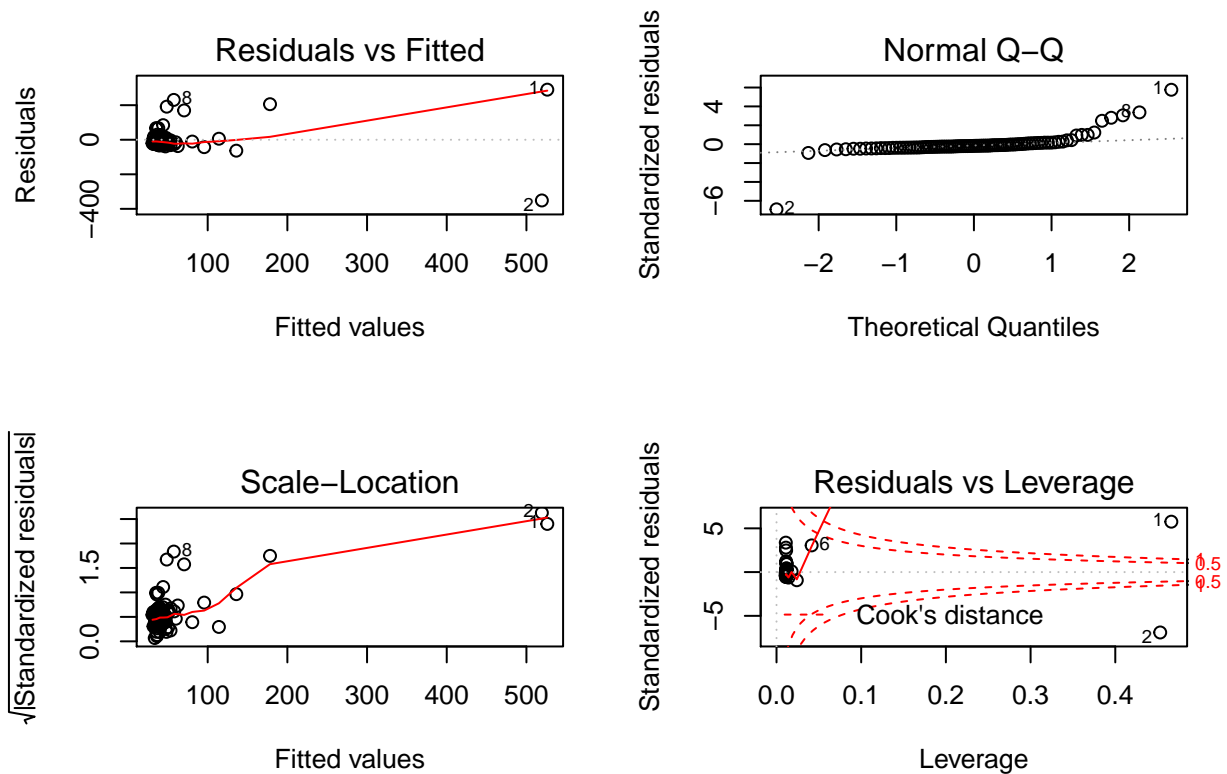 Residuals vs Fitted
Residuals
0
−400
100 200 300 400 500
Fitted values
1
2
8
Normal Q−Q
Standardized residuals
4
0
−6
−2 −1 0 1 2
Theoretical Quantiles
1
8
2
Scale−Location
√|Standardized residuals|
1.5
0.0
100 200 300 400 500
Fitted values
2
1
8
Residuals vs Leverage
Standardized residuals
5
0
−5
0.0 0.1 0.2 0.3 0.4
Leverage
Cook's distance
1
6
2
1
0.5
0.5
1